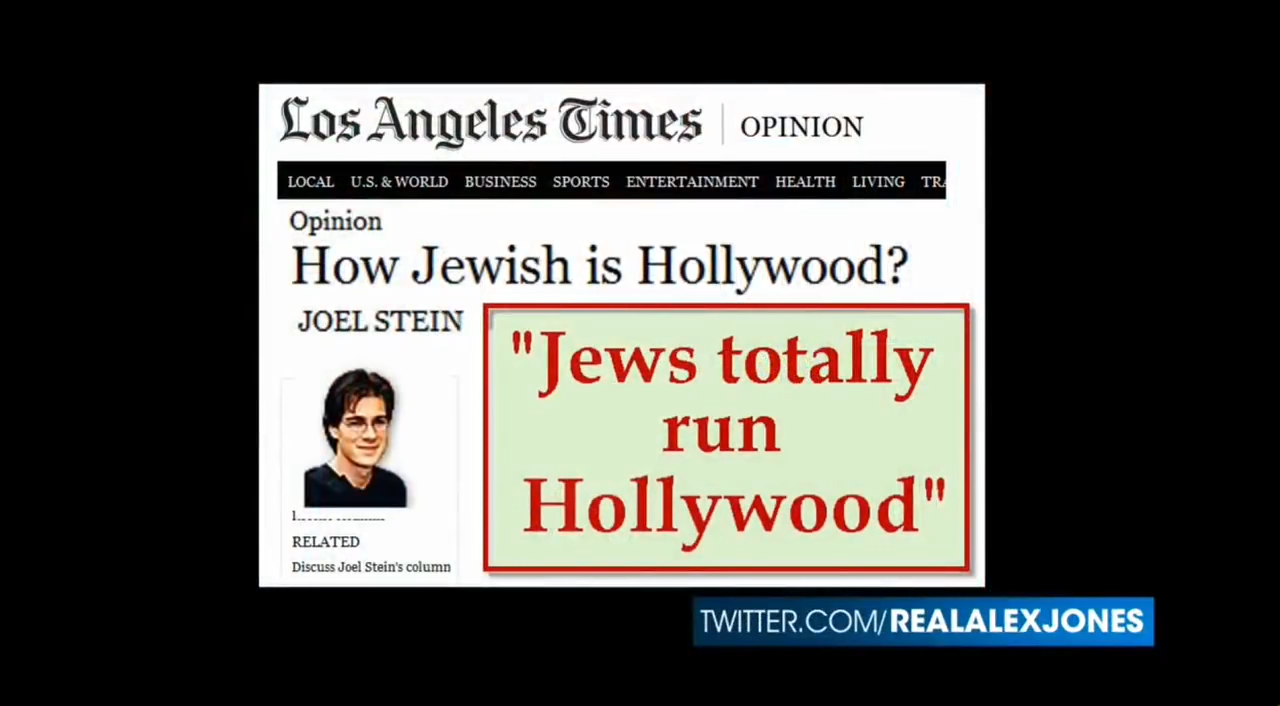 Los Angeles Times | OPINION
LOCAL U.S. & WORLD BUSINESS SPORTS ENTERTAINMENT HEALTH LIVING TRA
Opinion
How Jewish is Hollywood?
JOEL STEIN
"Jews totally
run
Hollywood"
RELATED
Discuss Joel Stein's column
TWITTER.COM/REALALEXJONES